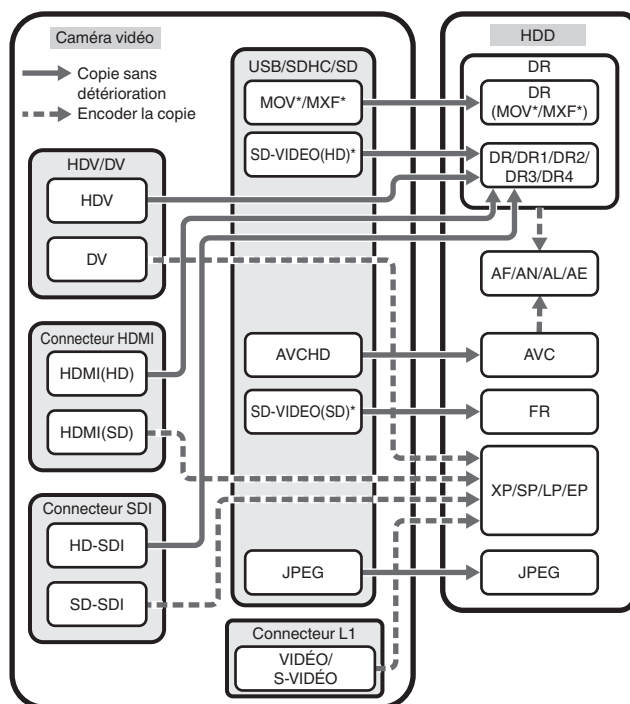 Caméra vidéo
Copie sans
détérioration
Encoder la copie
HDV/DV
HDV
DV
Connecteur HDMI
HDMI(HD)
HDMI(SD)
Connecteur SDI
HD-SDI
SD-SDI
USB/SDHC/SD
MOV*/MXF*
SD-VIDEO(HD)*
AVCHD
SD-VIDEO(SD)*
JPEG
Connecteur L1
VIDÉO/
S-VIDÉO
HDD
DR
DR
(MOV*/MXF*)
DR/DR1/DR2/
DR3/DR4
AF/AN/AL/AE
AVC
FR
XP/SP/LP/EP
JPEG